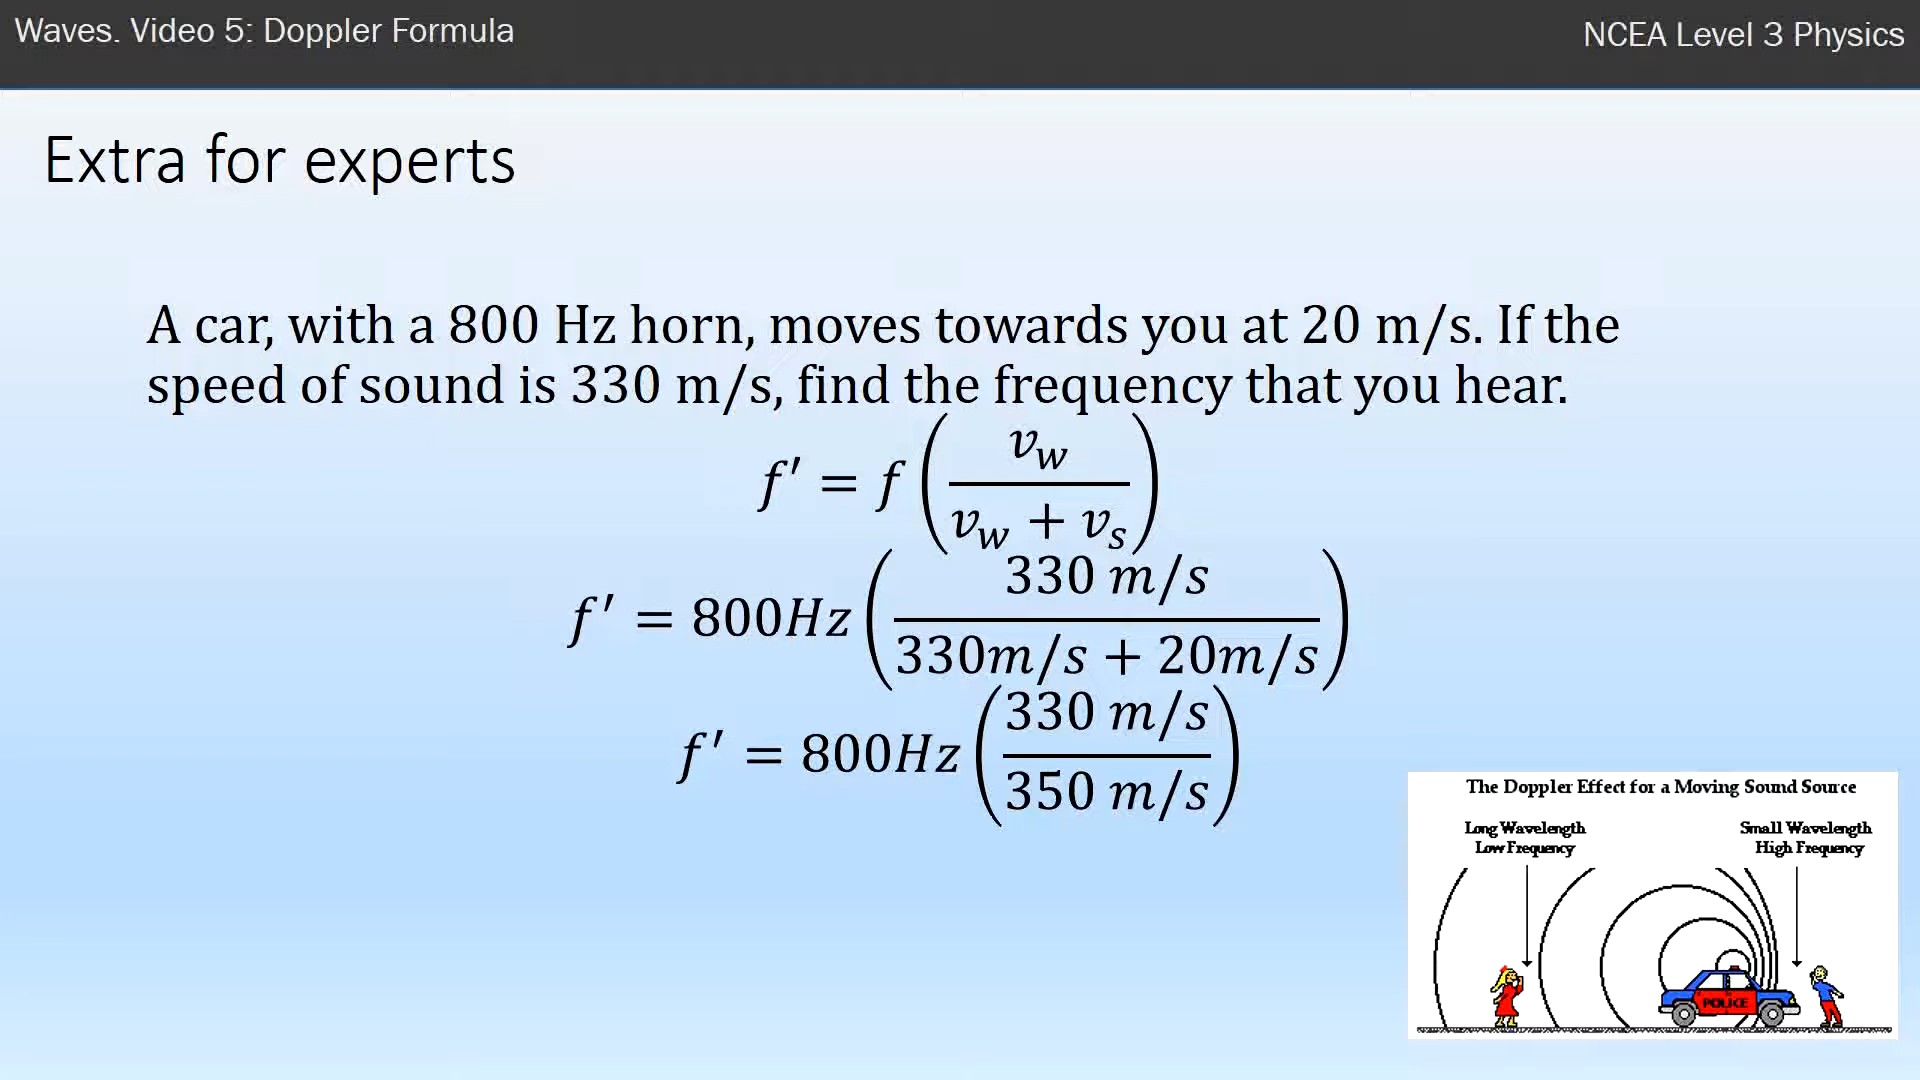 Waves. Video 5: Doppler Formula
NCEA Level 3 Physics
Extra for experts
A car, with a 800 Hz horn, moves towards you at 20 m/s. If the
speed of sound is 330 m/s, find the frequency that you hear.
f′ = f (v_w / (v_w + v_s))
f′ = 800Hz (330 m/s / (330m/s + 20m/s))
f′ = 800Hz (330 m/s / 350 m/s)
The Doppler Effect for a Moving Sound Source
Long Wavelength
Low Frequency
Small Wavelength
High Frequency
POLICE